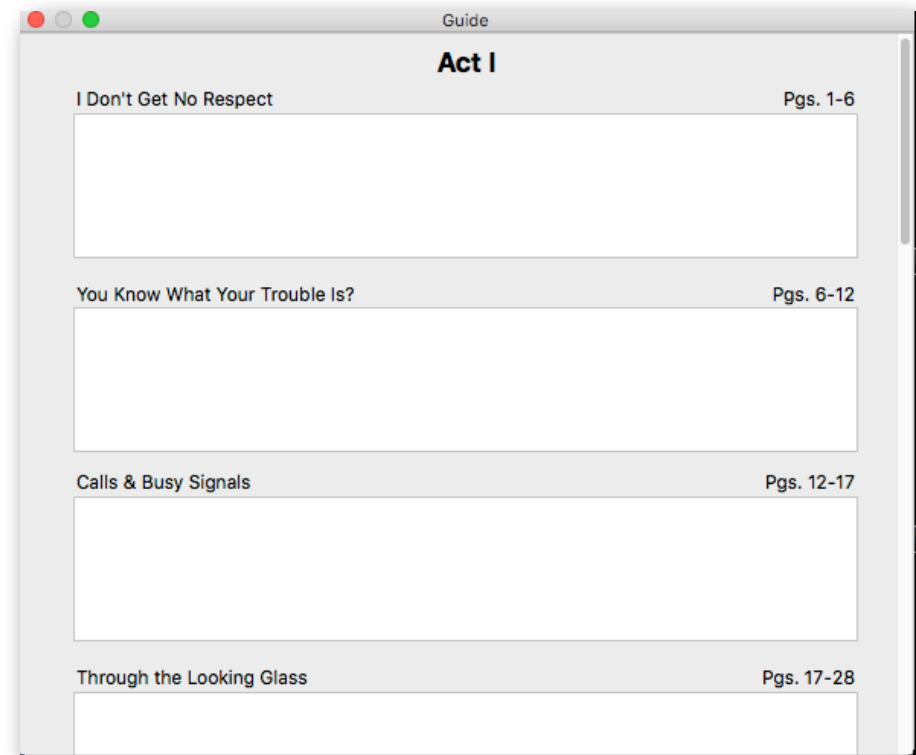 Guide
Act I
I Don't Get No Respect Pgs. 1-6
You Know What Your Trouble Is? Pgs. 6-12
Calls & Busy Signals Pgs. 12-17
Through the Looking Glass Pgs. 17-28